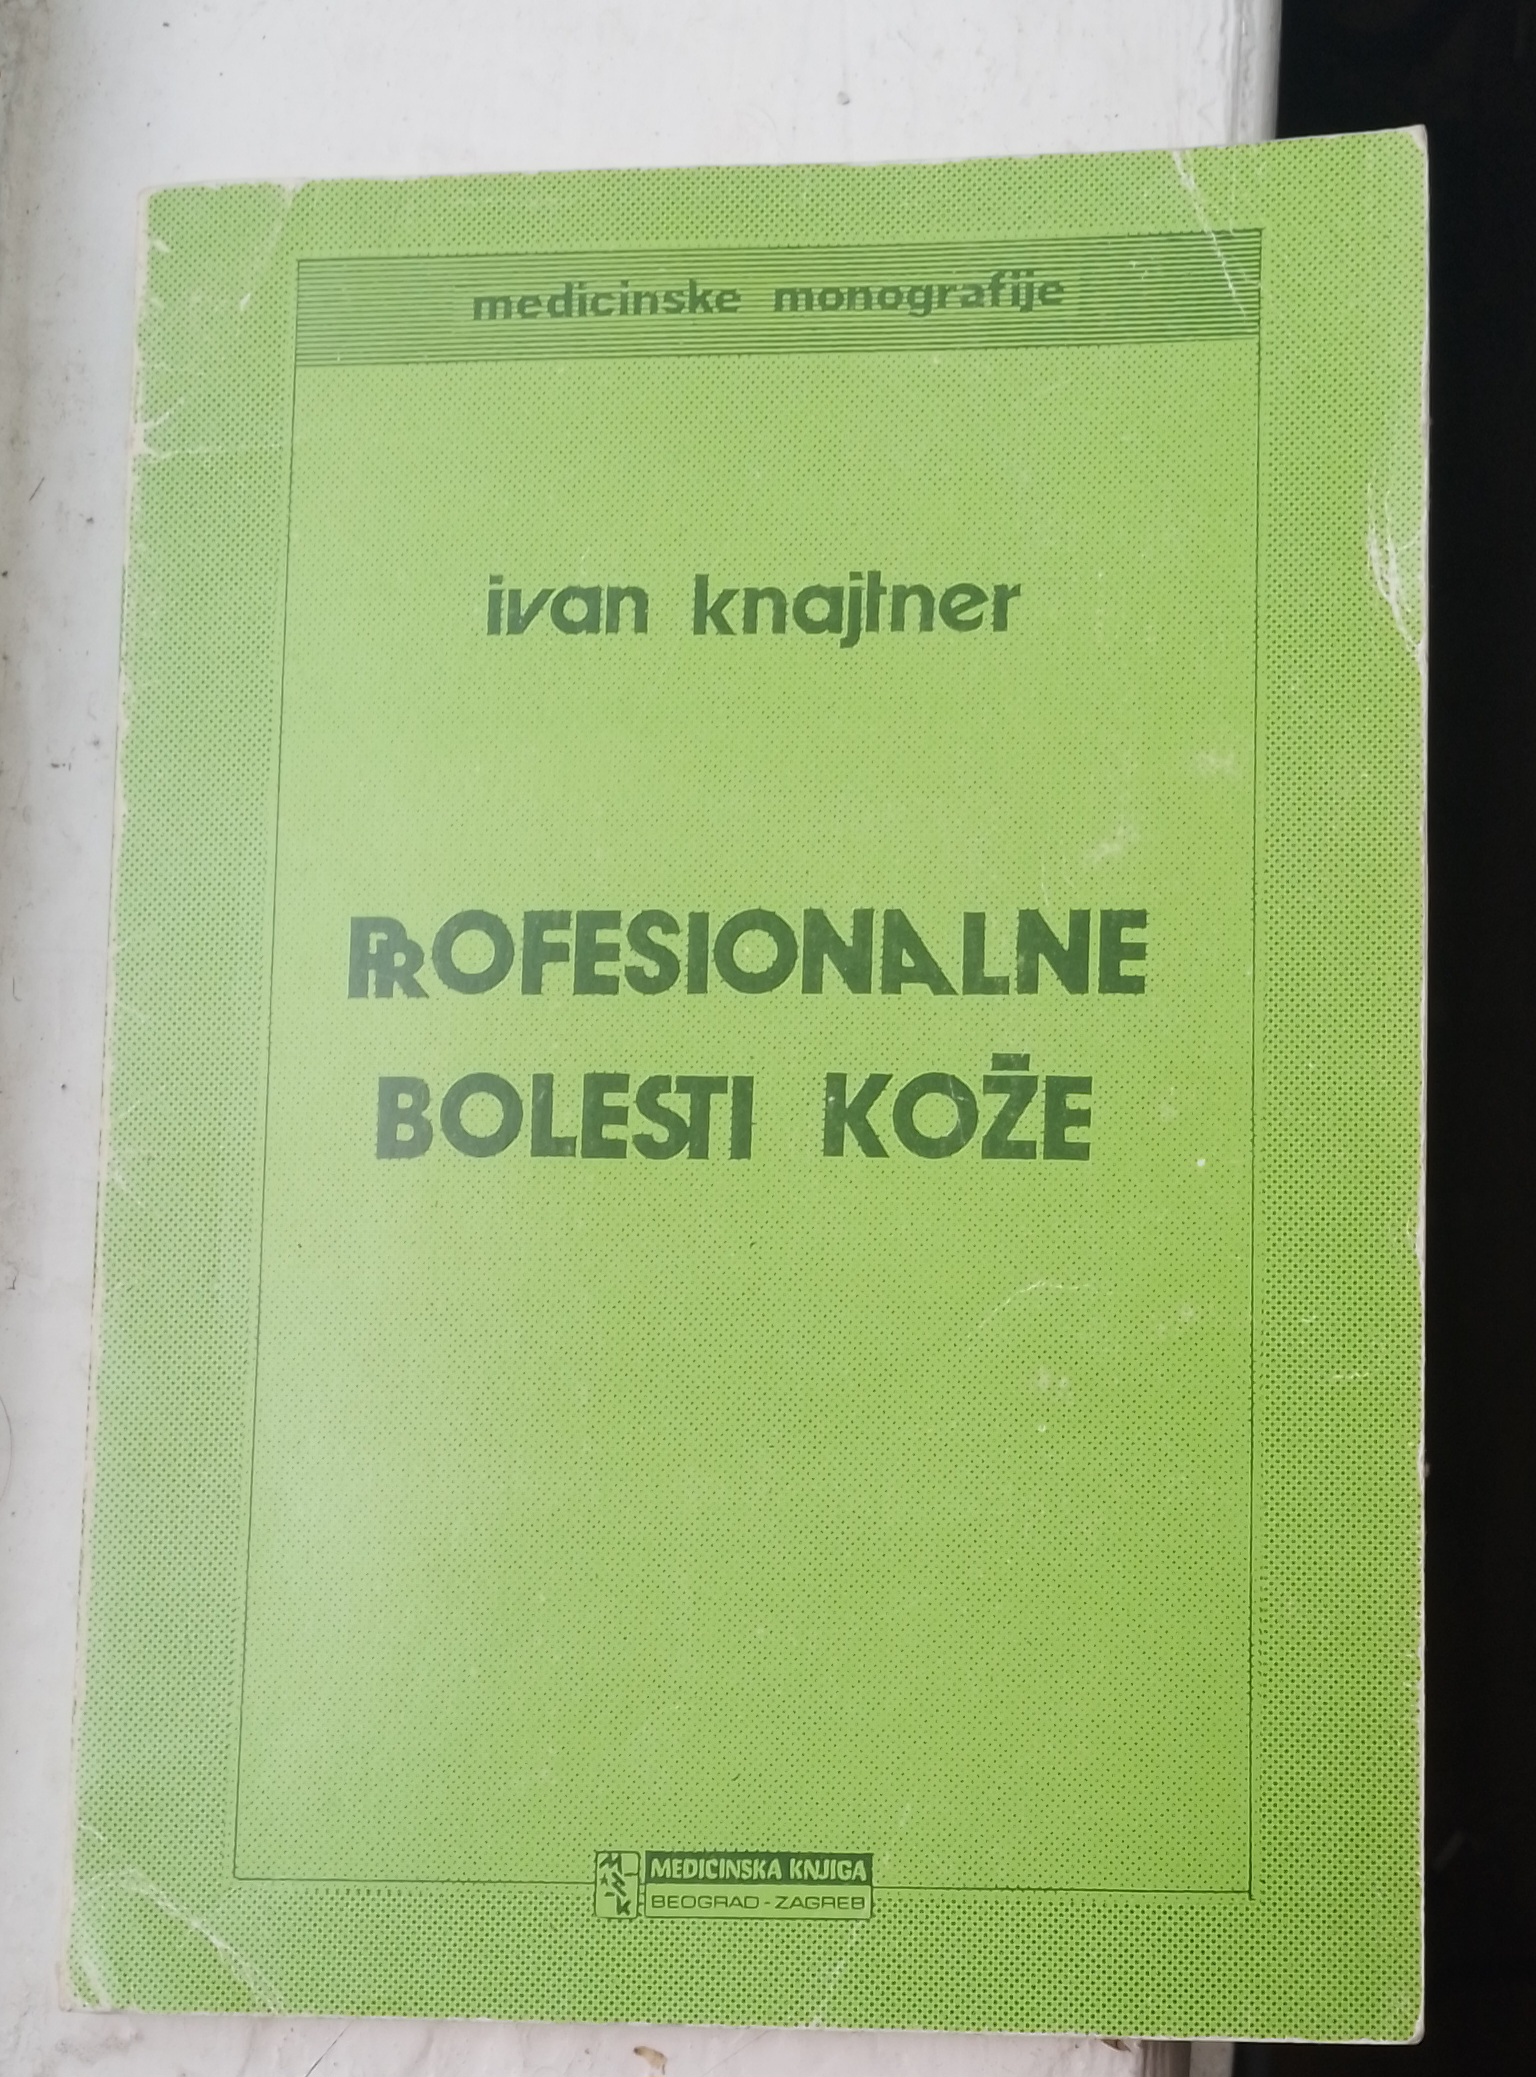 medicinske monografije
ivan knajtner
PROFESIONALNE
BOLESTI KOŽE
MEDICINSKA KNJIGA
BEOGRAD - ZAGREB